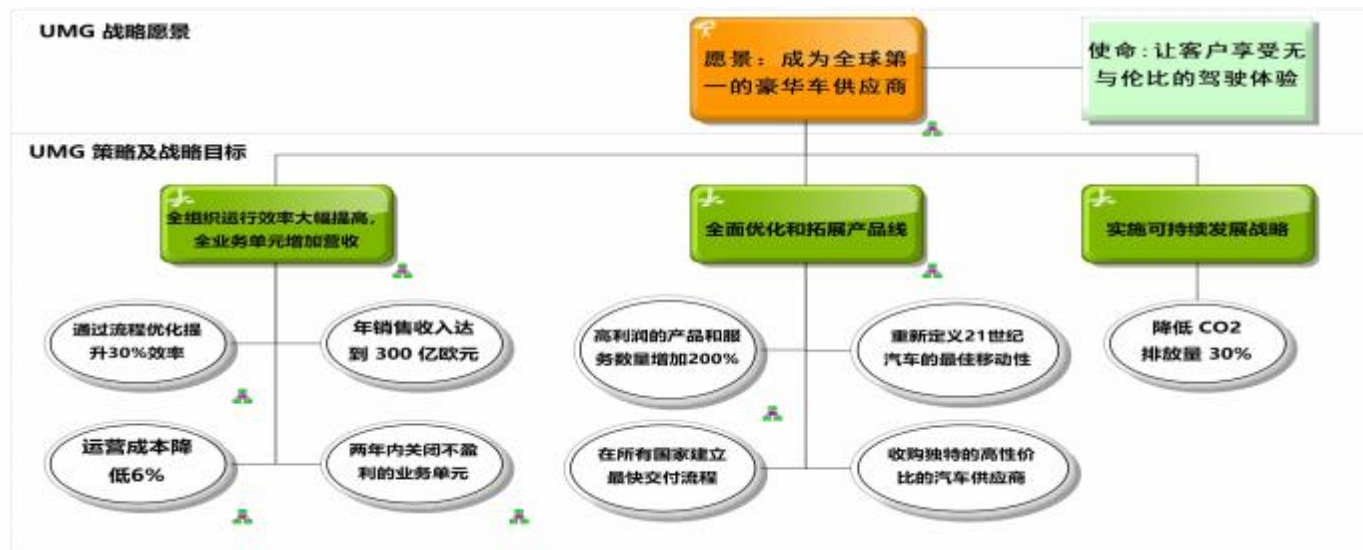 UMG 战略愿景
愿景：成为全球第
一的豪华车供应商
使命:让客户享受无
与伦比的驾驶体验
UMG 策略及战略目标
全组织运行效率大幅提高,
全业务单元增加营收
全面优化和拓展产品线
实施可持续发展战略
通过流程优化提
升30%效率
年销售收入达
到 300 亿欧元
高利润的产品和服
务数量增加200%
重新定义21世纪
汽车的最佳移动性
降低 CO2
排放量 30%
运营成本降
低6%
两年内关闭不盈
利的业务单元
在所有国家建立
最快交付流程
收购独特的高性价
比的汽车供应商